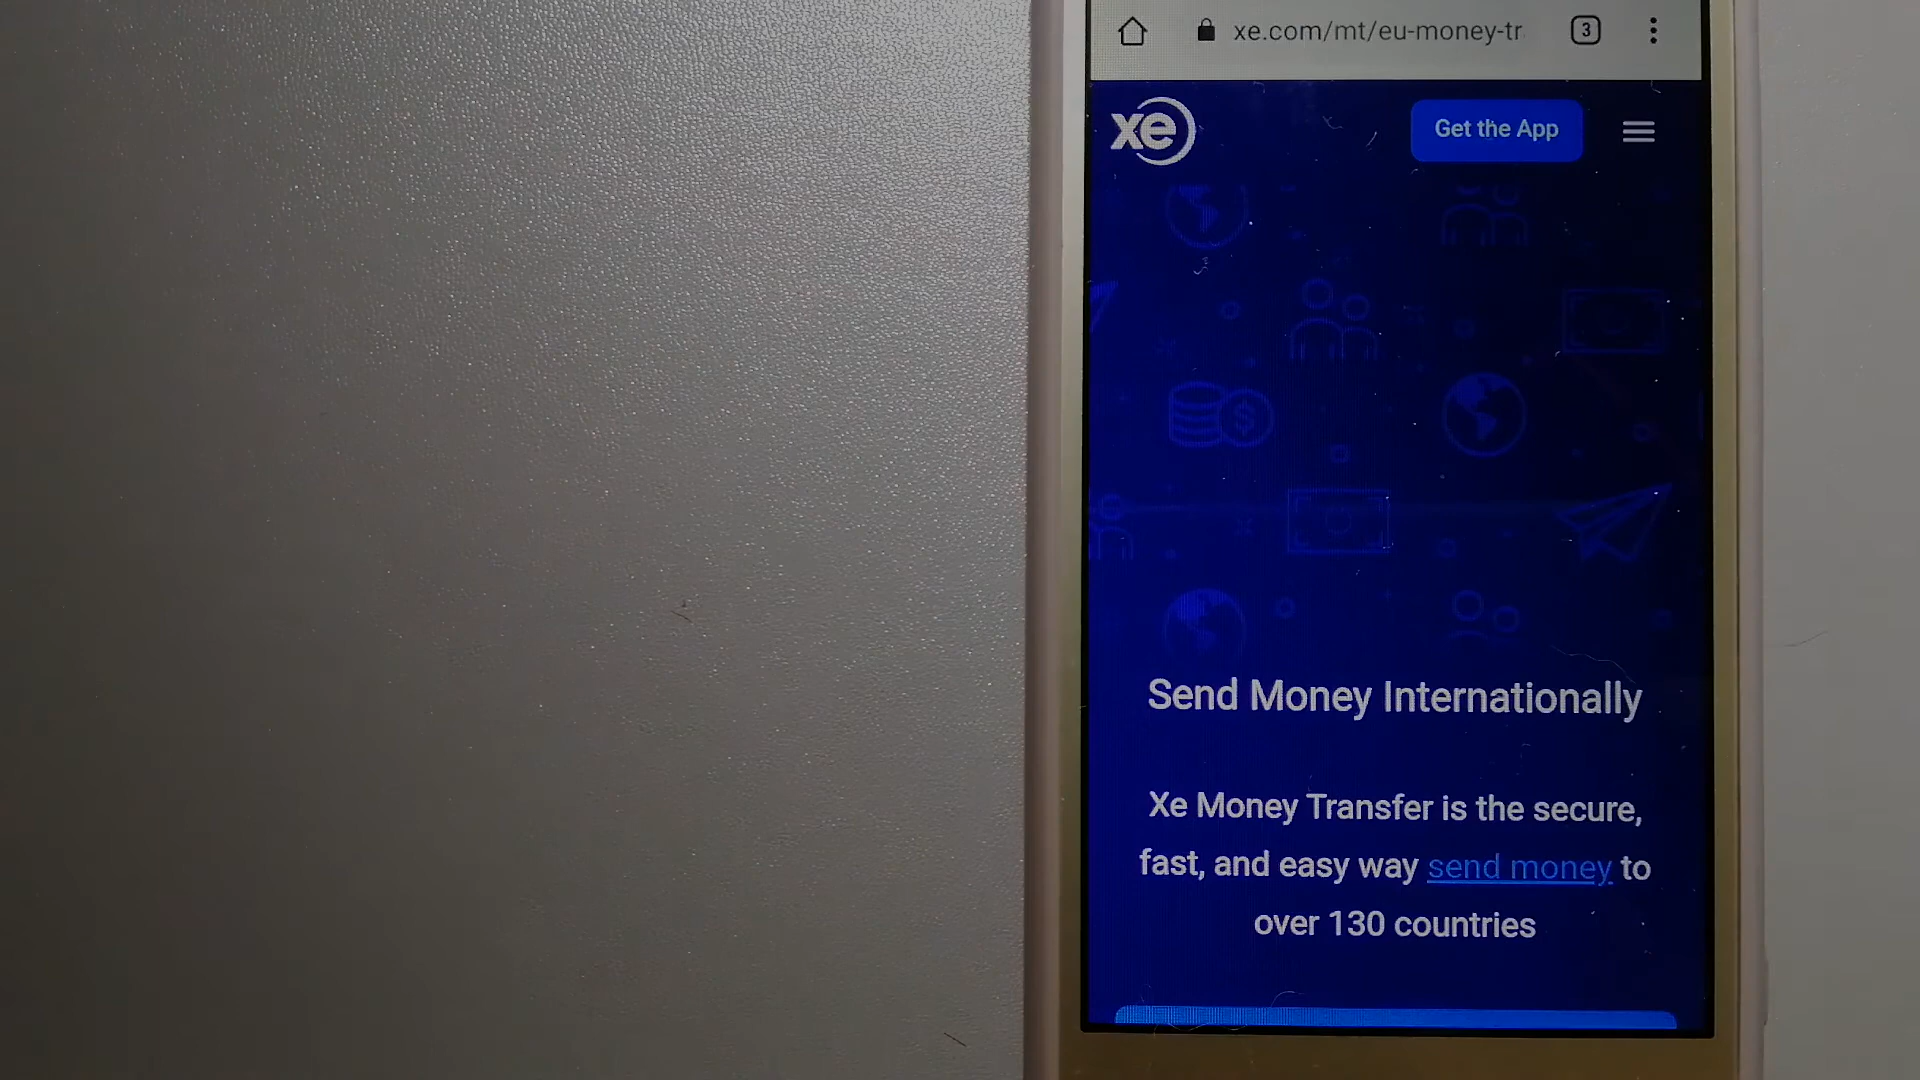 xe.com/mt/eu-money-tr
3
xe
Get the App
Send Money Internationally
Xe Money Transfer is the secure,
fast, and easy way send money to
over 130 countries